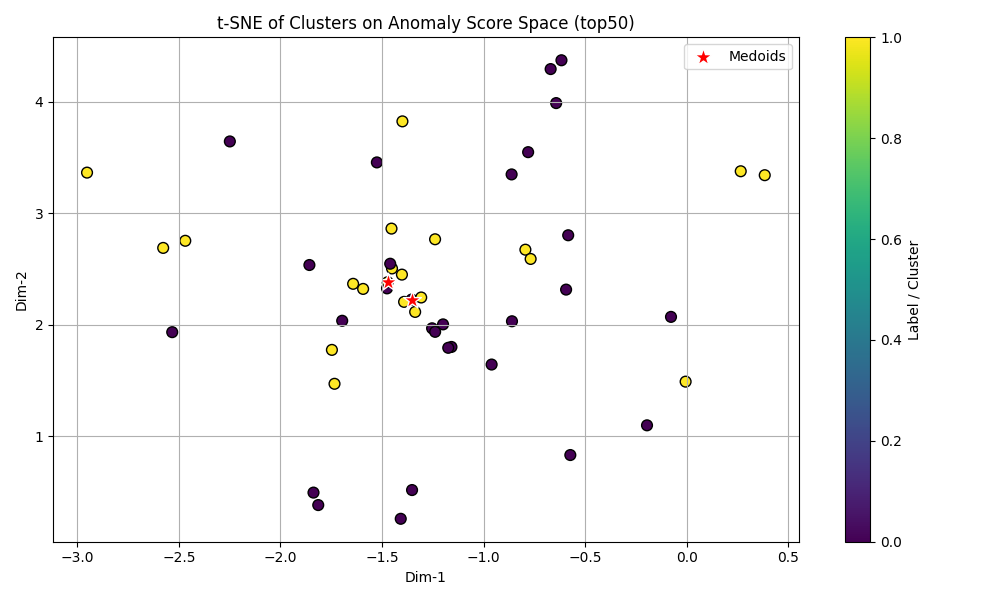 t-SNE of Clusters on Anomaly Score Space (top50)
Medoids
Dim-2
4
3
2
1
−3.0 −2.5 −2.0 −1.5 −1.0 −0.5 0.0 0.5
Dim-1
1.0
0.8
0.6
0.4
0.2
0.0
Label / Cluster